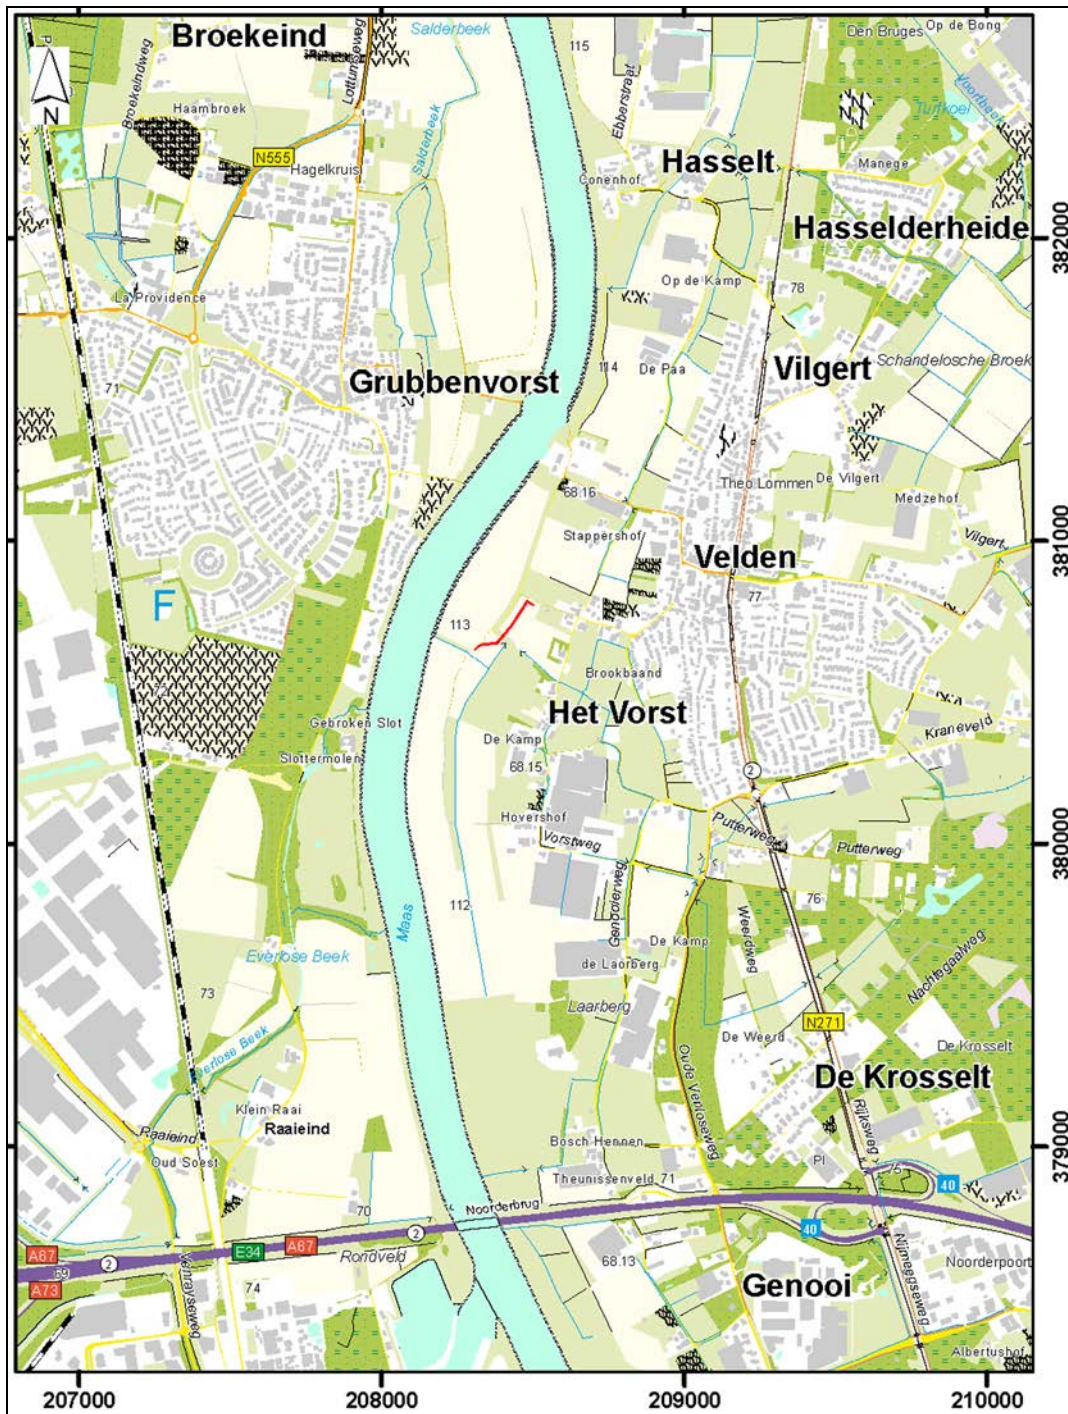 Broekeind
Salderbeek
Den Bruges
Op de Bong
115
Broekeindweg
Lottumseweg
Ebberstraat
Voortbeek
Haambroek
Turfkoel
N
N555
Hagelkruis
Salderbeek
Conenhof
Hasselt
Manege
Hasselderheide
382000
Op de Kamp
78
La Providence
114
De Paa
Vilgert
Schandelosche Broek
71
Grubbenvorst
Theo Lommen
De Vilgert
Medzehof
68.16
Stappershof
Vilgert
381000
Velden
77
F
113
72
Brookbaand
Het Vorst
Gebroken Slot
Kraneveld
De Kamp
Slottermolen
68.15
2
Hovershof
Vorstweg
Putterweg
Putterweg
380000
Maas
112
Genooierweg
76
Weerdweg
Everlose Beek
De Kamp
de Laorberg
Nachtegaalweg
73
Laarberg
N271
De Weerd
De Krosselt
Everlose Beek
Oude Venloseweg
De Krosselt
Klein Raai
Raaieind
Raaieind
Rijksweg
Oud Soest
Bosch Hennen
379000
Theunissenveld
71
PI
75
40
70
Noorderbrug
2
40
A67
E34
A67
2
69
Rondveld
68.13
Nijmeegseweg
Noorderpoort
A73
74
Venrayseweg
Genooi
Albertushof
207000
208000
209000
210000